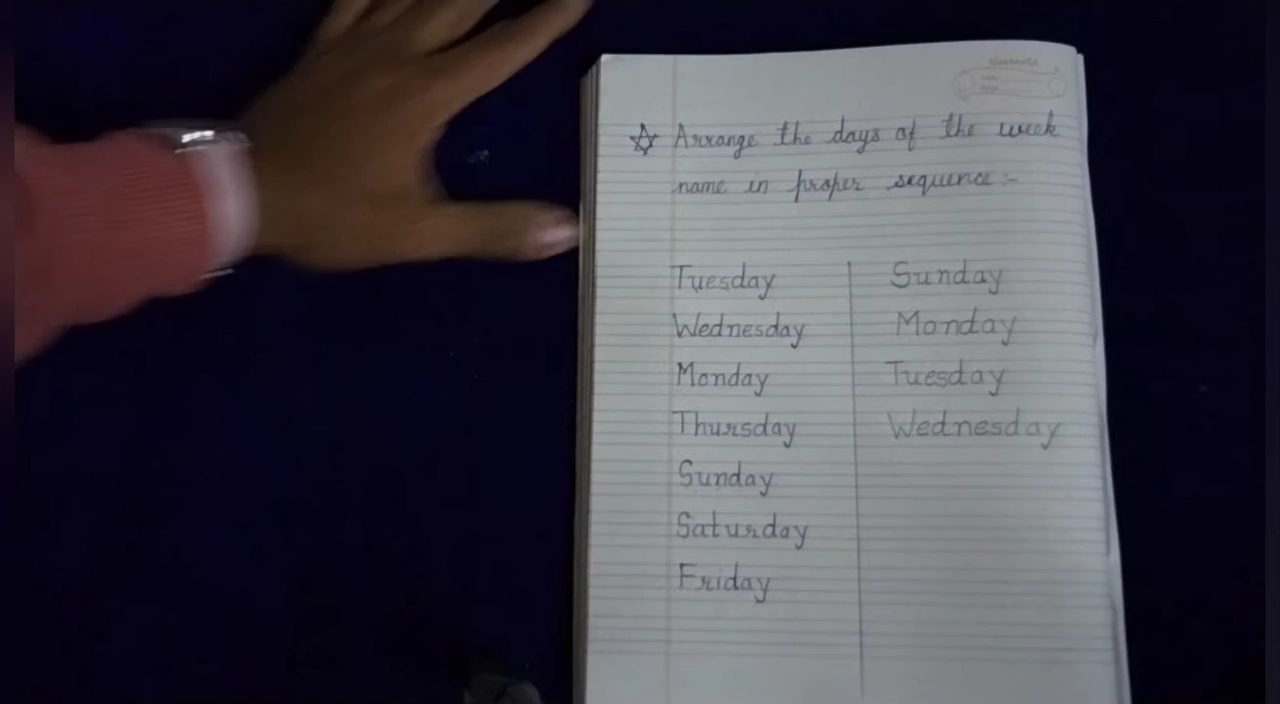 ☆ Arrange the days of the week
name in proper sequence:-
Tuesday Sunday
Wednesday Monday
Monday Tuesday
Thursday Wednesday
Sunday
Saturday
Friday